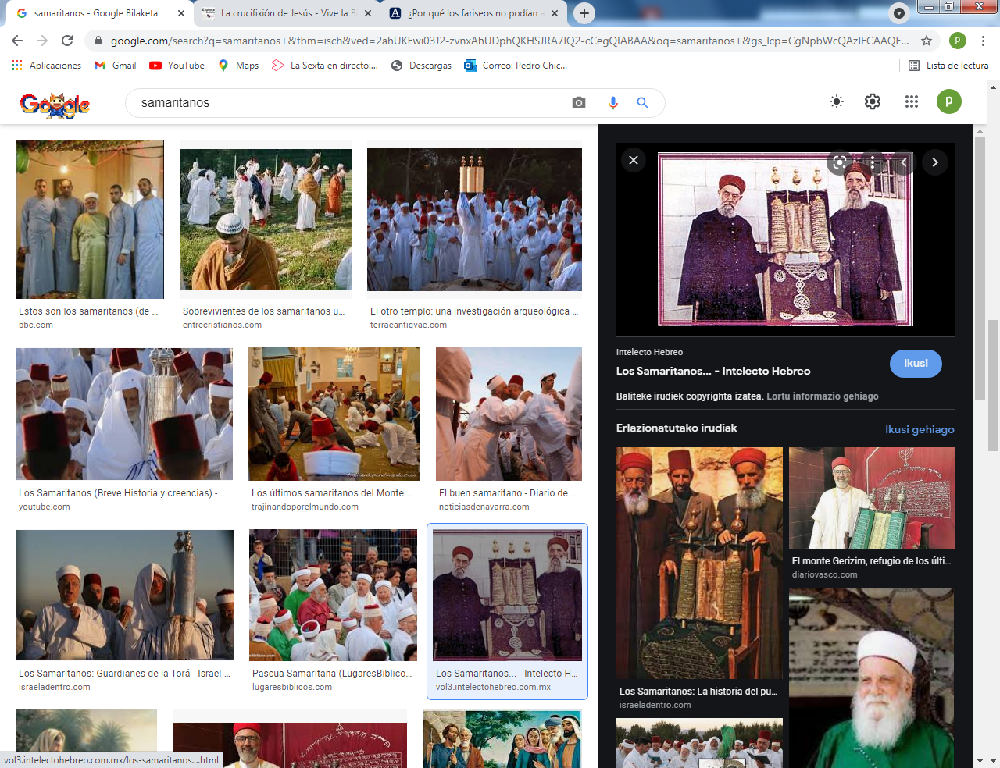 samaritanos - Google Bilaketa
La crucifixión de Jesús - Vive la B
¿Por qué los fariseos no podían a
google.com/search?q=samaritanos+&tbm=isch&ved=2ahUKEwi03J2-zvnxAhUDphQKHSJRA7IQ2-cCegQIABAA&oq=samaritanos+&gs_lcp=CgNpbWcQAzIECAAQE...
p
Aplicaciones
Gmail
YouTube
Maps
La Sexta en directo:...
Descargas
Correo: Pedro Chic...
Lista de lectura
Google
samaritanos
p
Estos son los samaritanos (de ...
bbc.com
Sobrevivientes de los samaritanos u...
entrecristianos.com
El otro templo: una investigación arqueológica ...
terraeantiqvae.com
Los Samaritanos (Breve Historia y creencias) - ...
youtube.com
trajinandoporelmundo.com
Los últimos samaritanos del Monte ...
trajinandoporelmundo.com
El buen samaritano - Diario de ...
noticiasdenavarra.com
Los Samaritanos: Guardianes de la Torá - Israel ...
israeladentro.com
Pascua Samaritana (LugaresBiblico...
lugaresbiblicos.com
Los Samaritanos... - Intelecto H...
vol3.intelectohebreo.com.mx
Intelecto Hebreo
Los Samaritanos... - Intelecto Hebreo
Ikusi
Baliteke irudiek copyrighta izatea. Lortu informazio gehiago
Erlazionatutako irudiak
Ikusi gehiago
Los Samaritanos: La historia del pu...
israeladentro.com
El monte Gerizim, refugio de los últi...
diariovasco.com
vol3.intelectohebreo.com.mx/los-samaritanos....html